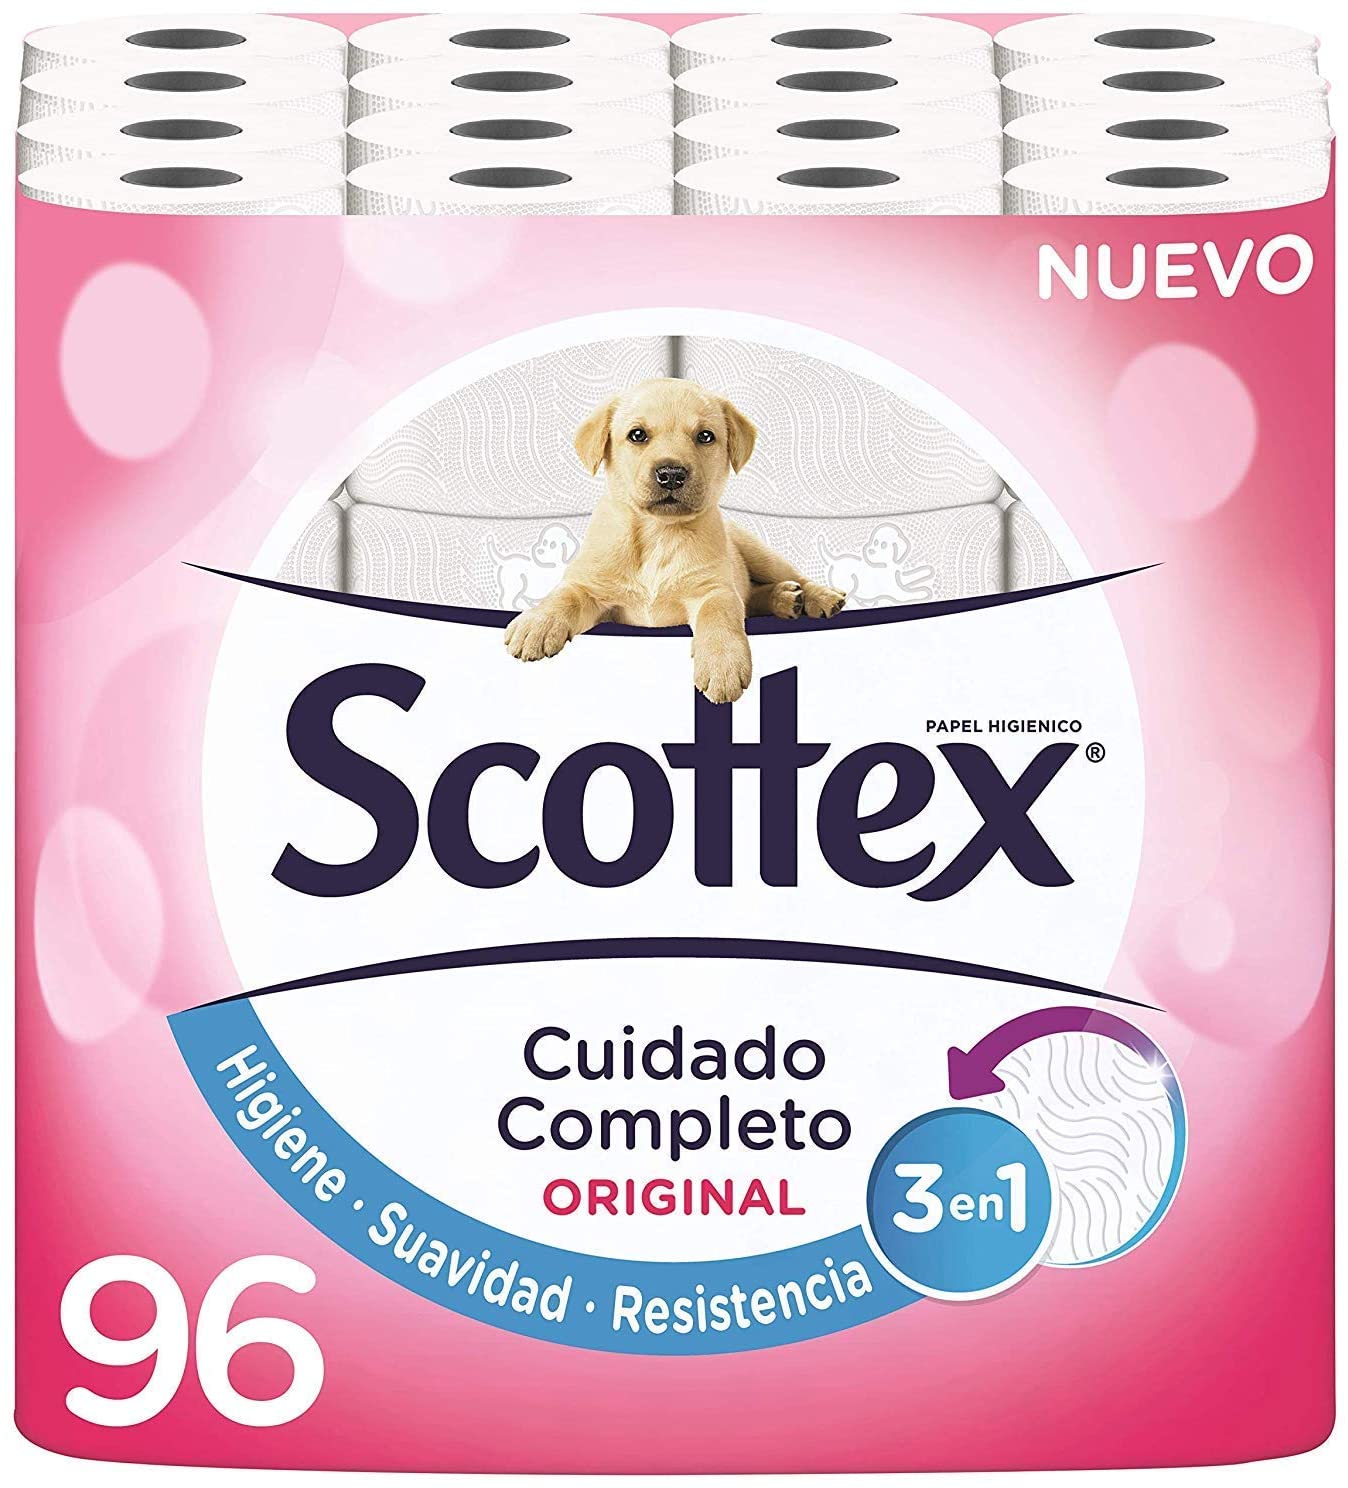 NUEVO
PAPEL HIGIENICO
Scottex®
Cuidado
Completo
ORIGINAL
Higiene · Suavidad · Resistencia
3 en 1
96